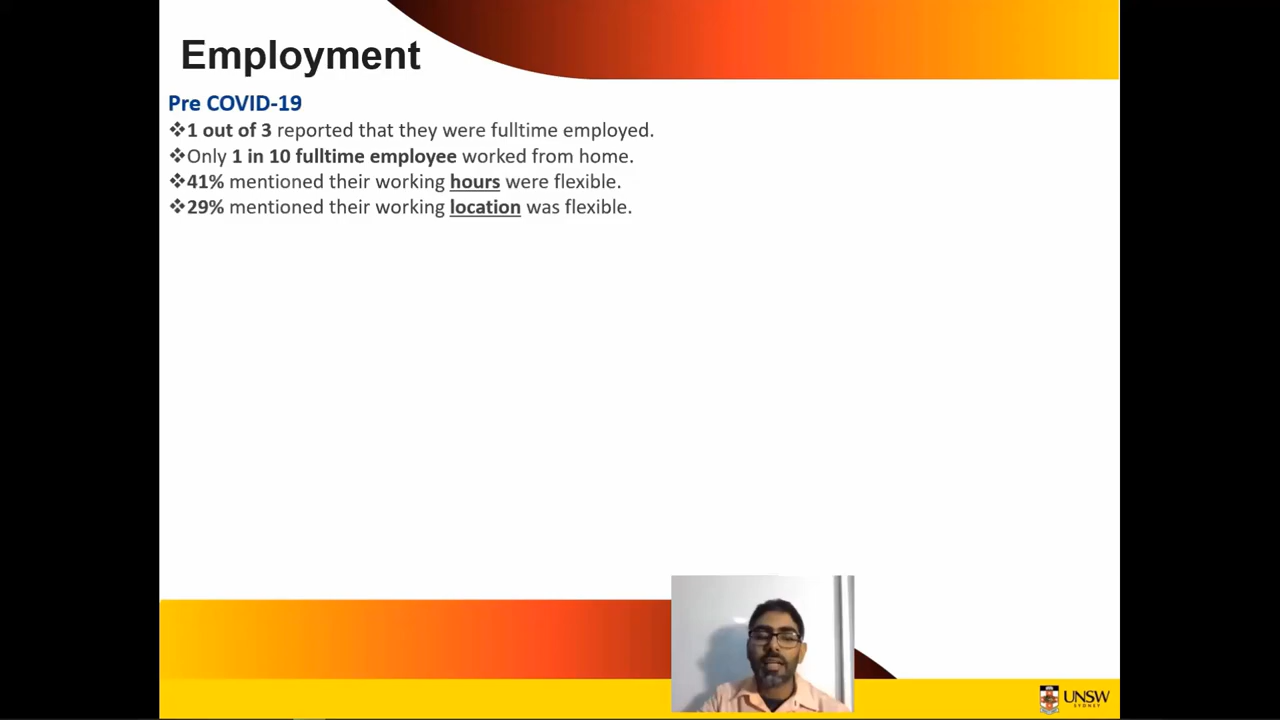 Employment
Pre COVID-19
❖1 out of 3 reported that they were fulltime employed.
❖Only 1 in 10 fulltime employee worked from home.
❖41% mentioned their working hours were flexible.
❖29% mentioned their working location was flexible.
UNSW
SYDNEY